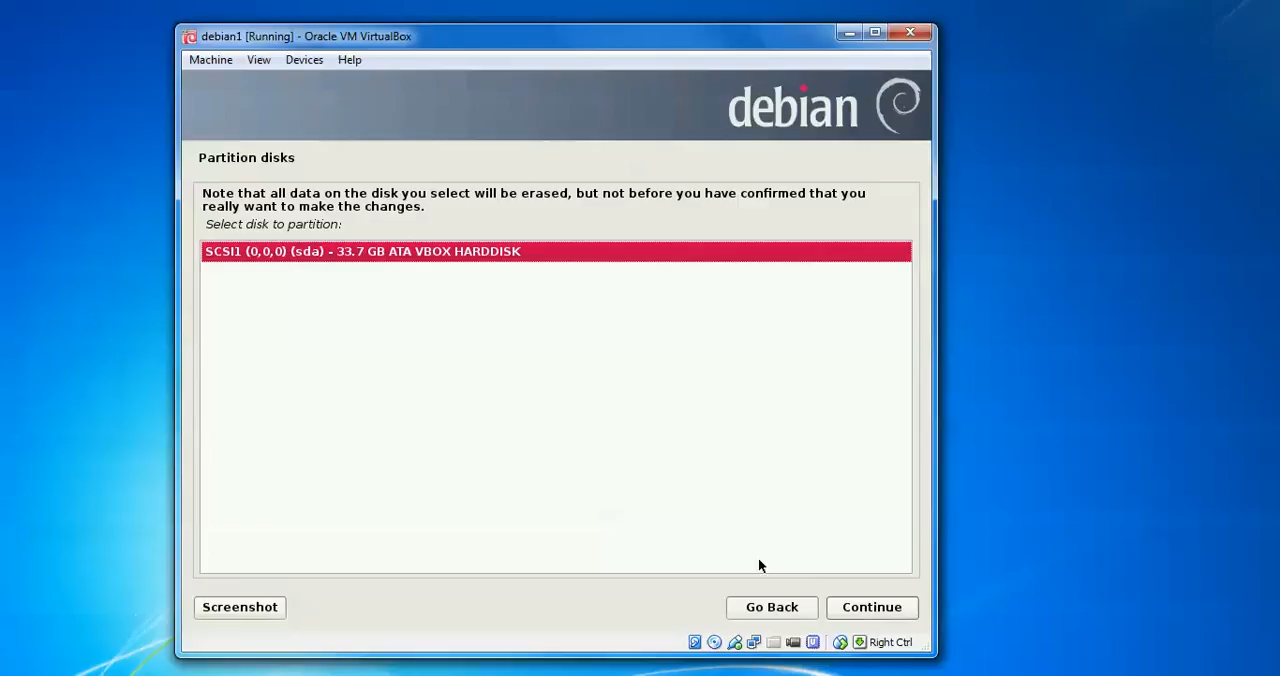 debian1 [Running] - Oracle VM VirtualBox
Machine View Devices Help
debian
Partition disks
Note that all data on the disk you select will be erased, but not before you have confirmed that you
really want to make the changes.
Select disk to partition:
SCSI1 (0,0,0) (sda) - 33.7 GB ATA VBOX HARDDISK
Screenshot Go Back Continue
Right Ctrl